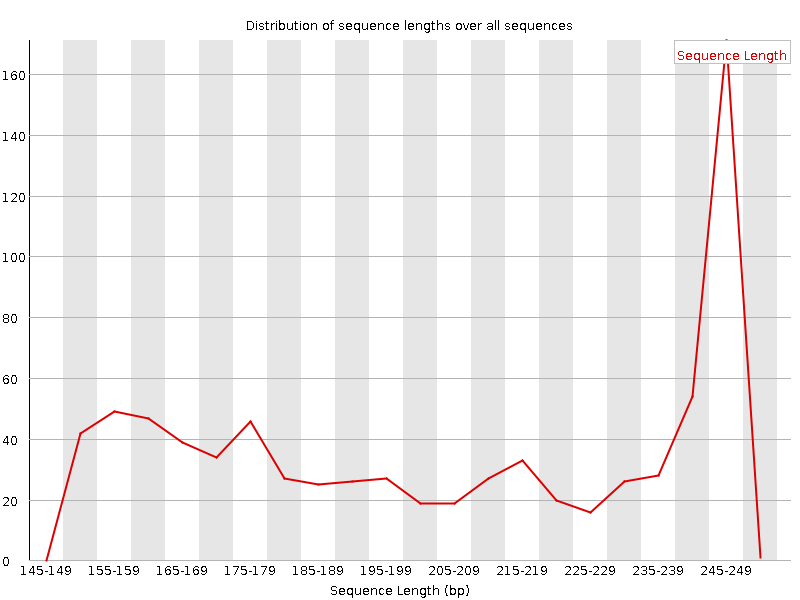 Distribution of sequence lengths over all sequences
Sequence Length
160
140
120
100
80
60
40
20
0
145-149 155-159 165-169 175-179 185-189 195-199 205-209 215-219 225-229 235-239 245-249
Sequence Length (bp)